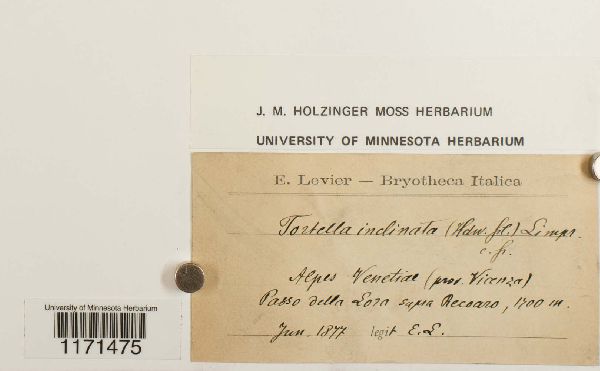 J. M. HOLZINGER MOSS HERBARIUM
UNIVERSITY OF MINNESOTA HERBARIUM
E. Levier — Bryotheca Italica
Tortella inclinata (Hdw. fil.) Limpr.
c. fr.
Alpes Venetiae (prov. Vicenza)
Passo della Lora supra Recoaro, 1700 m.
Jun. 1877 legit E. L.
University of Minnesota Herbarium
1171475